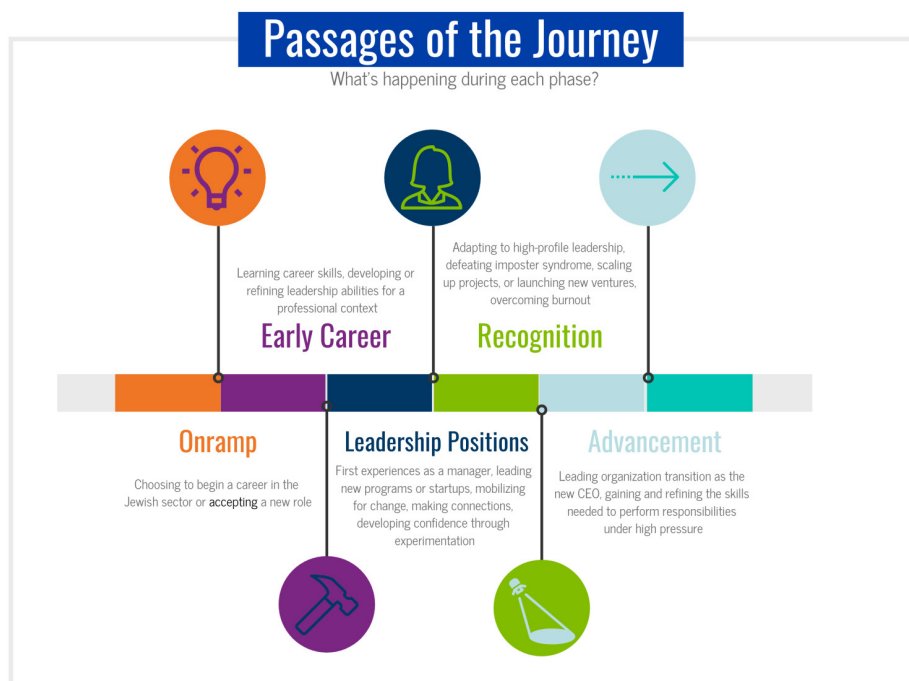 Passages of the Journey
What's happening during each phase?
Learning career skills, developing or
refining leadership abilities for a
professional context
Early Career
Adapting to high-profile leadership,
defeating imposter syndrome, scaling
up projects, or launching new ventures,
overcoming burnout
Recognition
Onramp
Choosing to begin a career in the
Jewish sector or accepting a new role
Leadership Positions
First experiences as a manager, leading
new programs or startups, mobilizing
for change, making connections,
developing confidence through
experimentation
Advancement
Leading organization transition as the
new CEO, gaining and refining the skills
needed to perform responsibilities
under high pressure